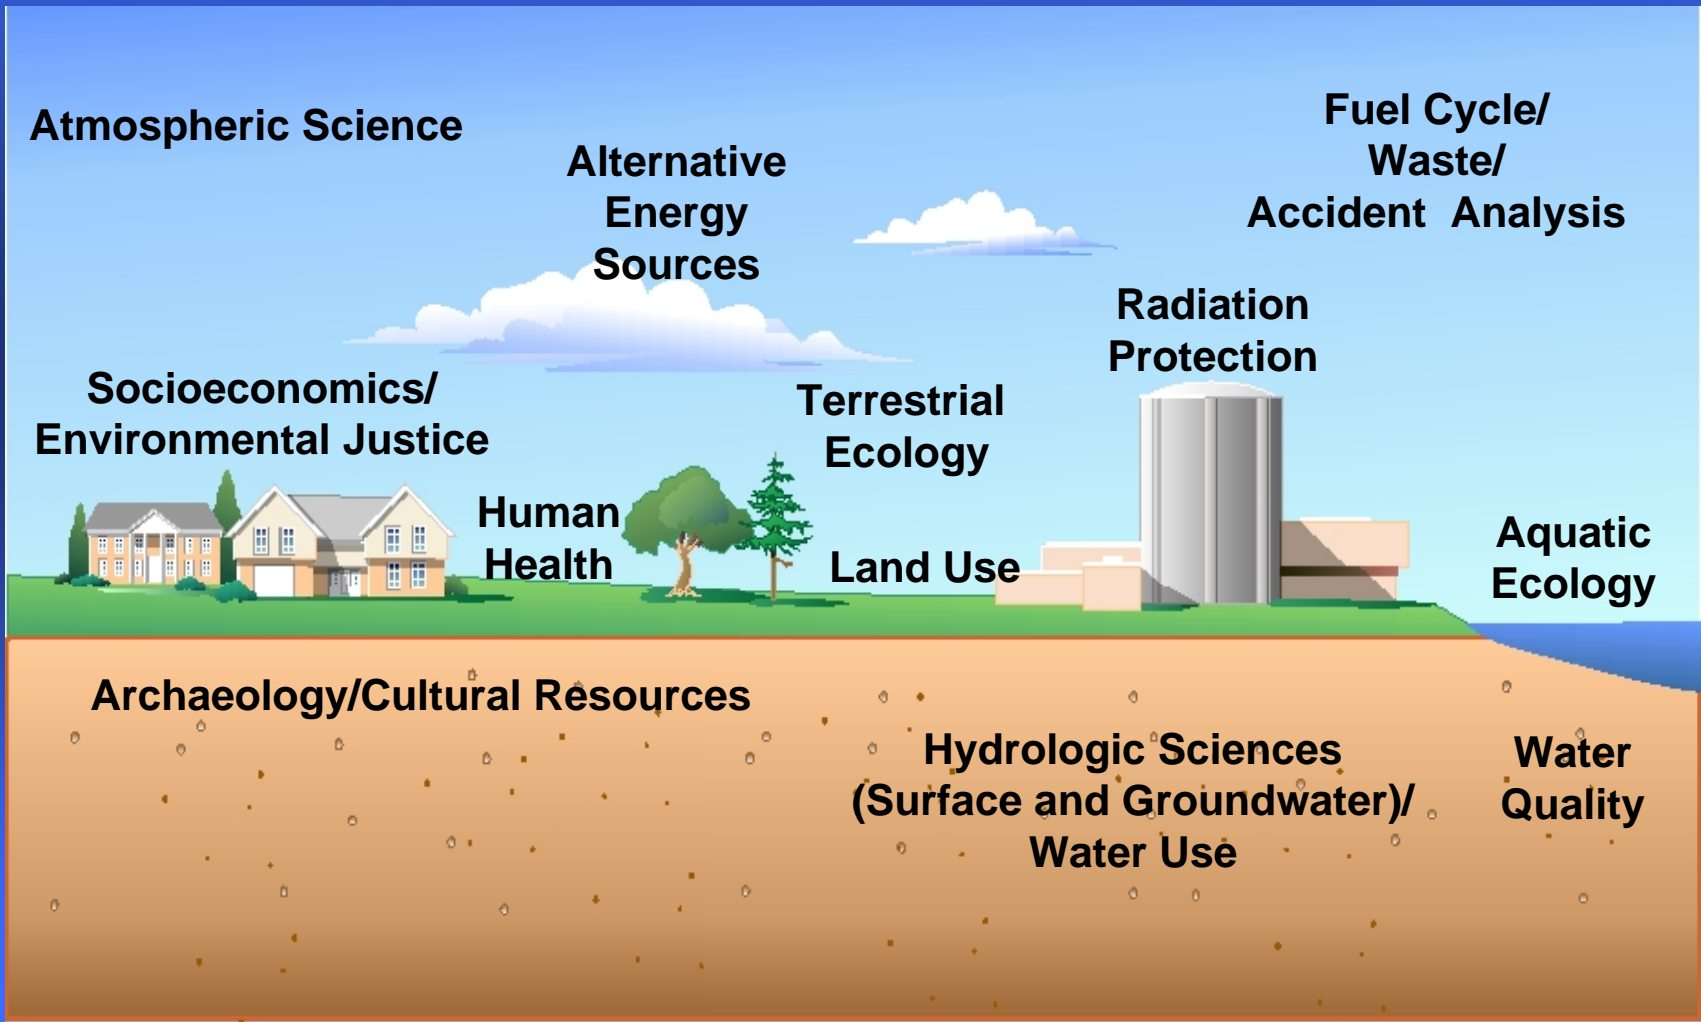 Atmospheric Science
Alternative
Energy
Sources
Fuel Cycle/
Waste/
Accident Analysis
Radiation
Protection
Socioeconomics/
Environmental Justice
Terrestrial
Ecology
Human
Health
Land Use
Aquatic
Ecology
Archaeology/Cultural Resources
Hydrologic Sciences
(Surface and Groundwater)/
Water Use
Water
Quality